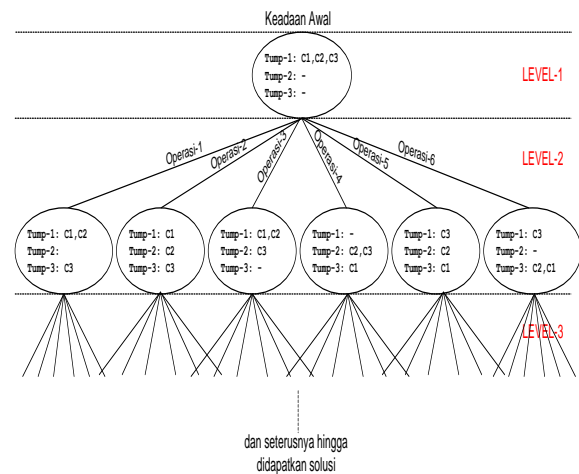 Keadaan Awal
Tump-1: C1,C2,C3
Tump-2: -
Tump-3: -
LEVEL-1
Operasi-1
Operasi-2
Operasi-3
Operasi-4
Operasi-5
Operasi-6
LEVEL-2
Tump-1: C1,C2
Tump-2:
Tump-3: C3
Tump-1: C1
Tump-2: C2
Tump-3: C3
Tump-1: C1,C2
Tump-2: C3
Tump-3: -
Tump-1: -
Tump-2: C2,C3
Tump-3: C1
Tump-1: C3
Tump-2: C2
Tump-3: C1
Tump-1: C3
Tump-2: -
Tump-3: C2,C1
LEVEL-3
dan seterusnya hingga
didapatkan solusi